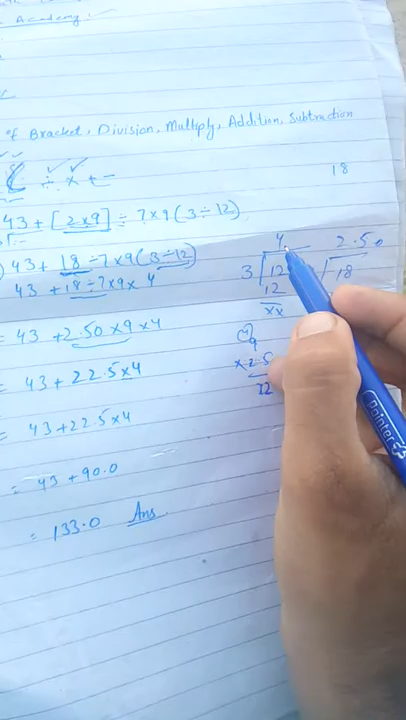 Academy
of Bracket, Division, Multiply, Addition, Subtraction
÷ × + -
18
43 + [2×9] ÷ 7×9(3÷12)
43 + 18÷7×9(3÷12)
43 + 18÷7×9× 4
= 43 + 2.50×9×4
= 43 + 22.5×4
= 43+22.5×4
= 43 + 90.0
= 133.0 Ans
4
3 12
12
××
2.50
18
9
×2.5
22
Pointer